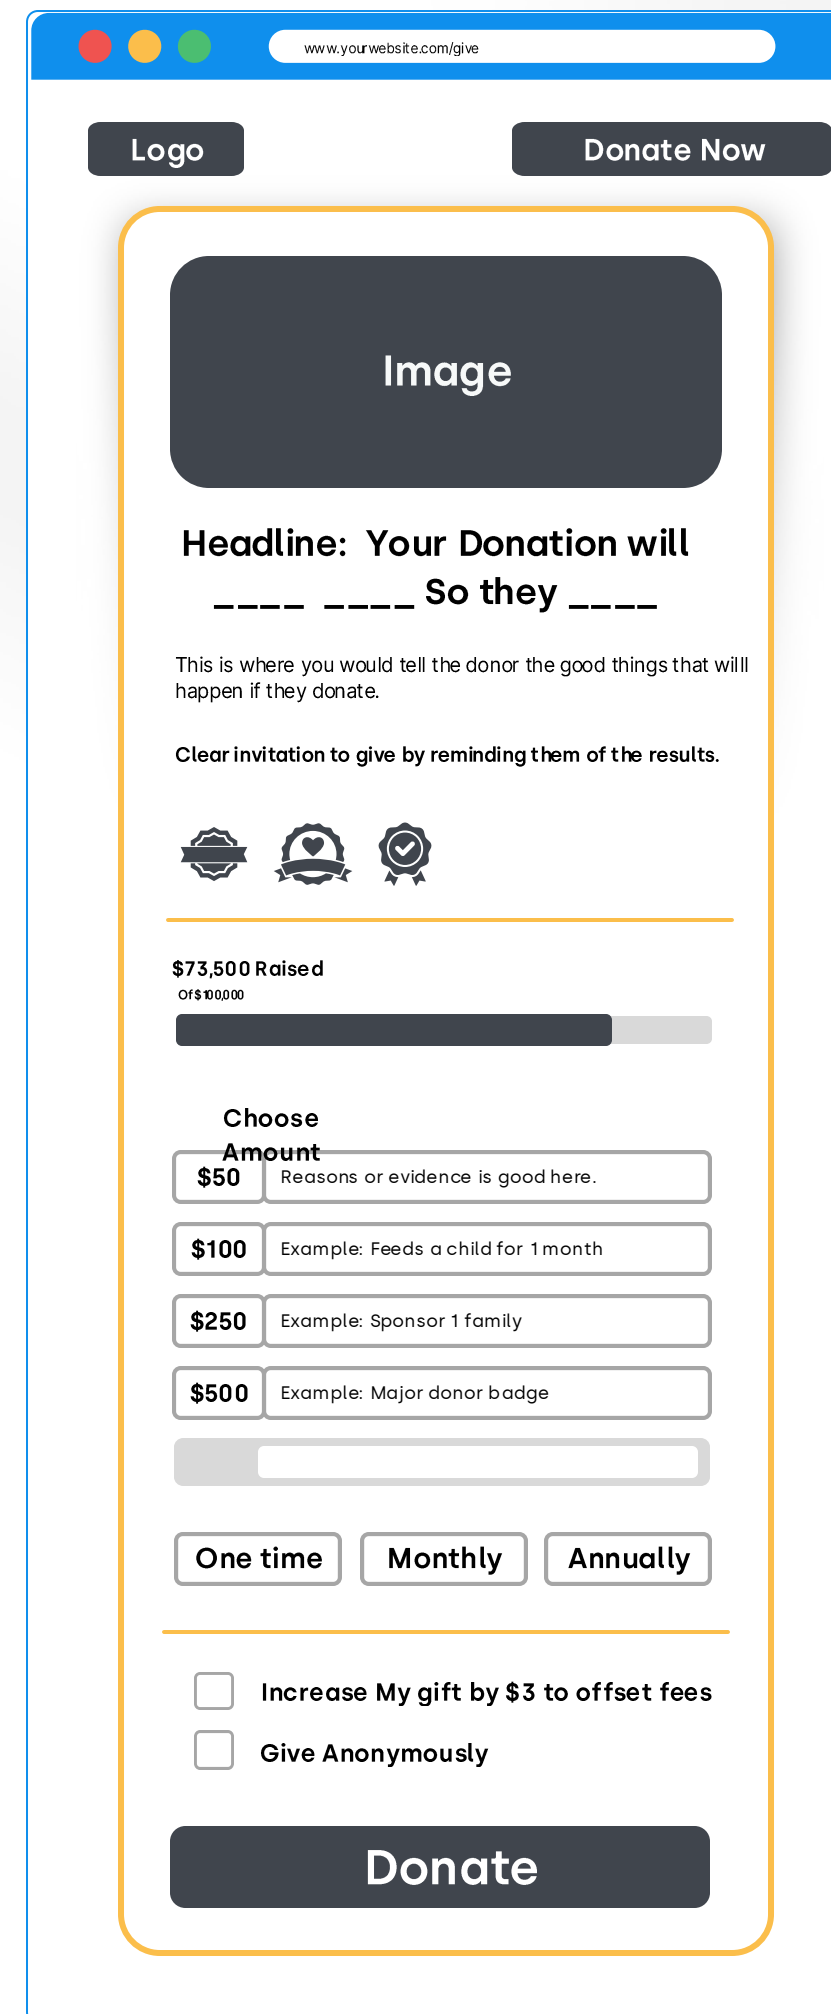 www.yourwebsite.com/give
Logo
Donate Now
Image
Headline: Your Donation will
____ ____ So they ____
This is where you would tell the donor the good things that willl
happen if they donate.
Clear invitation to give by reminding them of the results.
$73,500 Raised
Of $100,000
Choose
Amount
$50 Reasons or evidence is good here.
$100 Example: Feeds a child for 1 month
$250 Example: Sponsor 1 family
$500 Example: Major donor badge
One time Monthly Annually
Increase My gift by $3 to offset fees
Give Anonymously
Donate